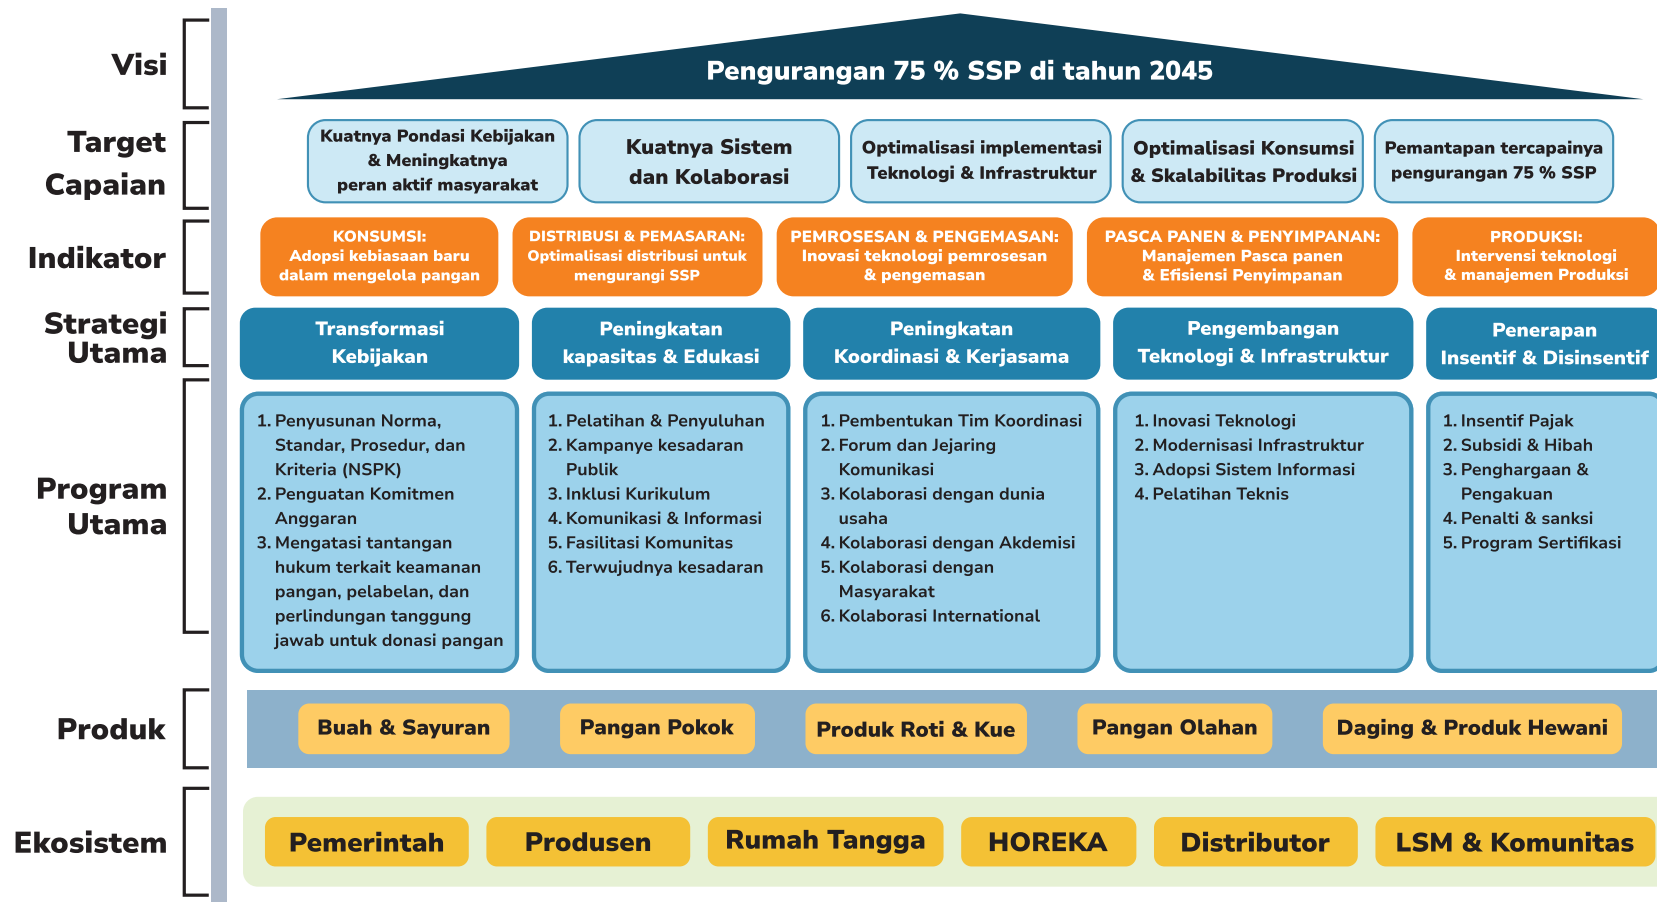 Visi
Pengurangan 75 % SSP di tahun 2045
Target
Capaian
Kuatnya Pondasi Kebijakan
& Meningkatnya
peran aktif masyarakat
Kuatnya Sistem
dan Kolaborasi
Optimalisasi implementasi
Teknologi & Infrastruktur
Optimalisasi Konsumsi
& Skalabilitas Produksi
Pemantapan tercapainya
pengurangan 75 % SSP
Indikator
KONSUMSI:
Adopsi kebiasaan baru
dalam mengelola pangan
DISTRIBUSI & PEMASARAN:
Optimalisasi distribusi untuk
mengurangi SSP
PEMROSESAN & PENGEMASAN:
Inovasi teknologi pemrosesan
& pengemasan
PASCA PANEN & PENYIMPANAN:
Manajemen Pasca panen
& Efisiensi Penyimpanan
PRODUKSI:
Intervensi teknologi
& manajemen Produksi
Strategi
Utama
Transformasi
Kebijakan
Peningkatan
kapasitas & Edukasi
Peningkatan
Koordinasi & Kerjasama
Pengembangan
Teknologi & Infrastruktur
Penerapan
Insentif & Disinsentif
Program
Utama
1. Penyusunan Norma,
Standar, Prosedur, dan
Kriteria (NSPK)
2. Penguatan Komitmen
Anggaran
3. Mengatasi tantangan
hukum terkait keamanan
pangan, pelabelan, dan
perlindungan tanggung
jawab untuk donasi pangan
1. Pelatihan & Penyuluhan
2. Kampanye kesadaran
Publik
3. Inklusi Kurikulum
4. Komunikasi & Informasi
5. Fasilitasi Komunitas
6. Terwujudnya kesadaran
1. Pembentukan Tim Koordinasi
2. Forum dan Jejaring
Komunikasi
3. Kolaborasi dengan dunia
usaha
4. Kolaborasi dengan Akdemisi
5. Kolaborasi dengan
Masyarakat
6. Kolaborasi International
1. Inovasi Teknologi
2. Modernisasi Infrastruktur
3. Adopsi Sistem Informasi
4. Pelatihan Teknis
1. Insentif Pajak
2. Subsidi & Hibah
3. Penghargaan &
Pengakuan
4. Penalti & sanksi
5. Program Sertifikasi
Produk
Buah & Sayuran
Pangan Pokok
Produk Roti & Kue
Pangan Olahan
Daging & Produk Hewani
Ekosistem
Pemerintah
Produsen
Rumah Tangga
HOREKA
Distributor
LSM & Komunitas